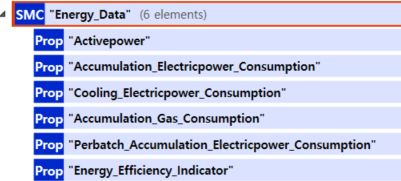 SMC "Energy_Data" (6 elements)
Prop "Activepower"
Prop "Accumulation_Electricpower_Consumption"
Prop "Cooling_Electricpower_Consumption"
Prop "Accumulation_Gas_Consumption"
Prop "Perbatch_Accumulation_Electricpower_Consumption"
Prop "Energy_Efficiency_Indicator"